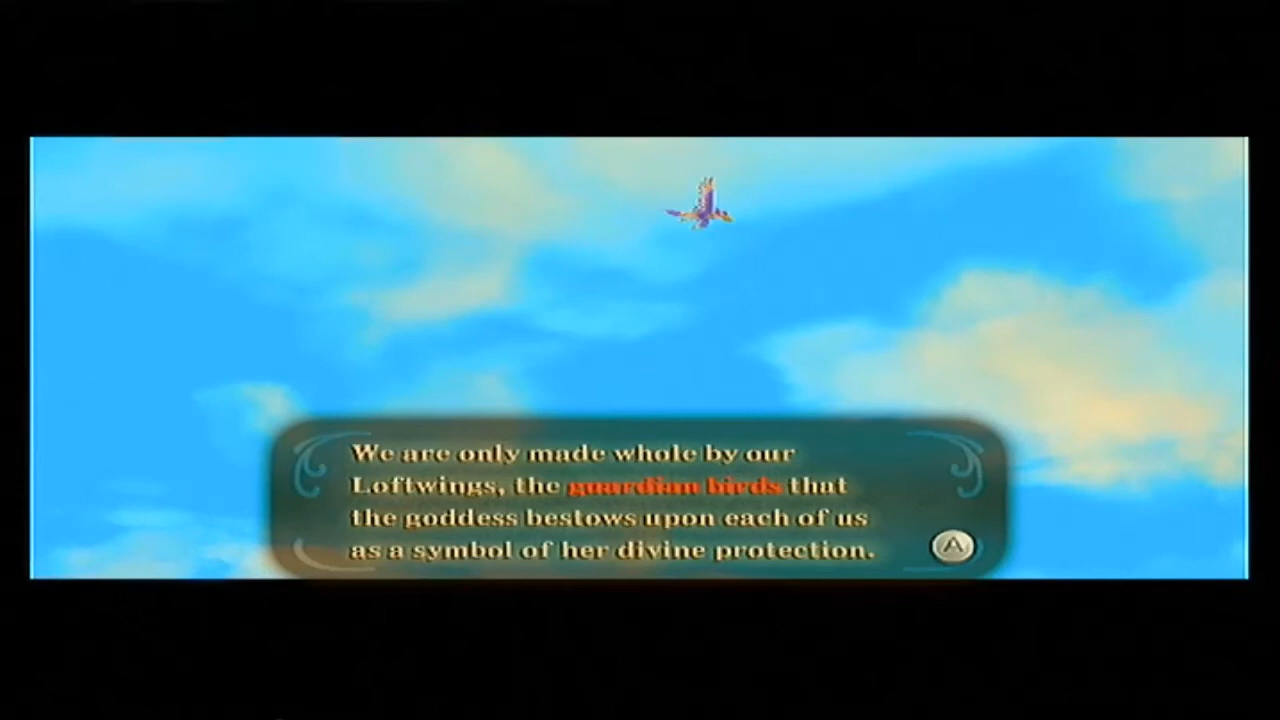 We are only made whole by our
Loftwings, the guardian birds that
the goddess bestows upon each of us
as a symbol of her divine protection.
A